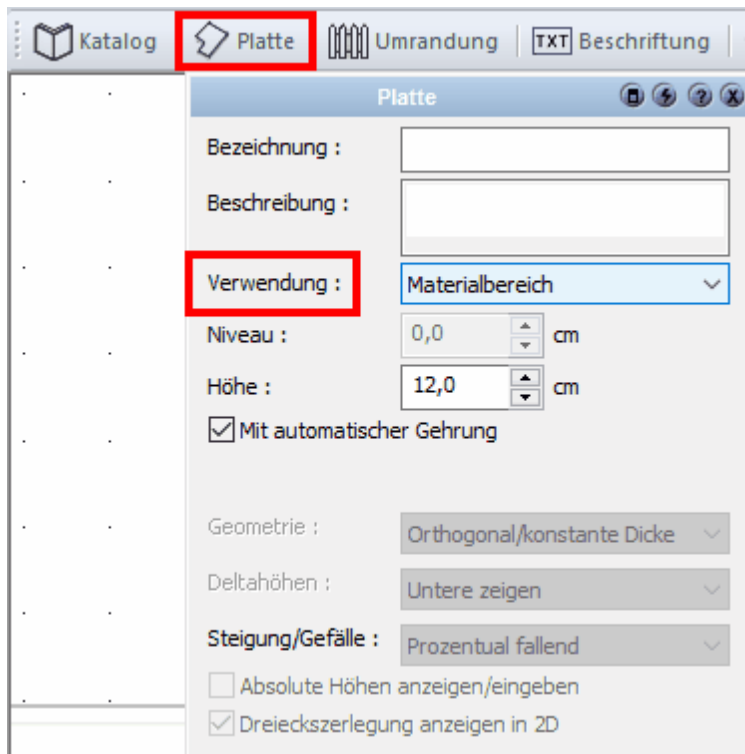 Katalog Platte Umrandung TXT Beschriftung
Platte
Bezeichnung :
Beschreibung :
Verwendung : Materialbereich
Niveau : 0,0 cm
Höhe : 12,0 cm
Mit automatischer Gehrung
Geometrie : Orthogonal/konstante Dicke
Deltahöhen : Untere zeigen
Steigung/Gefälle : Prozentual fallend
Absolute Höhen anzeigen/eingeben
Dreieckszerlegung anzeigen in 2D